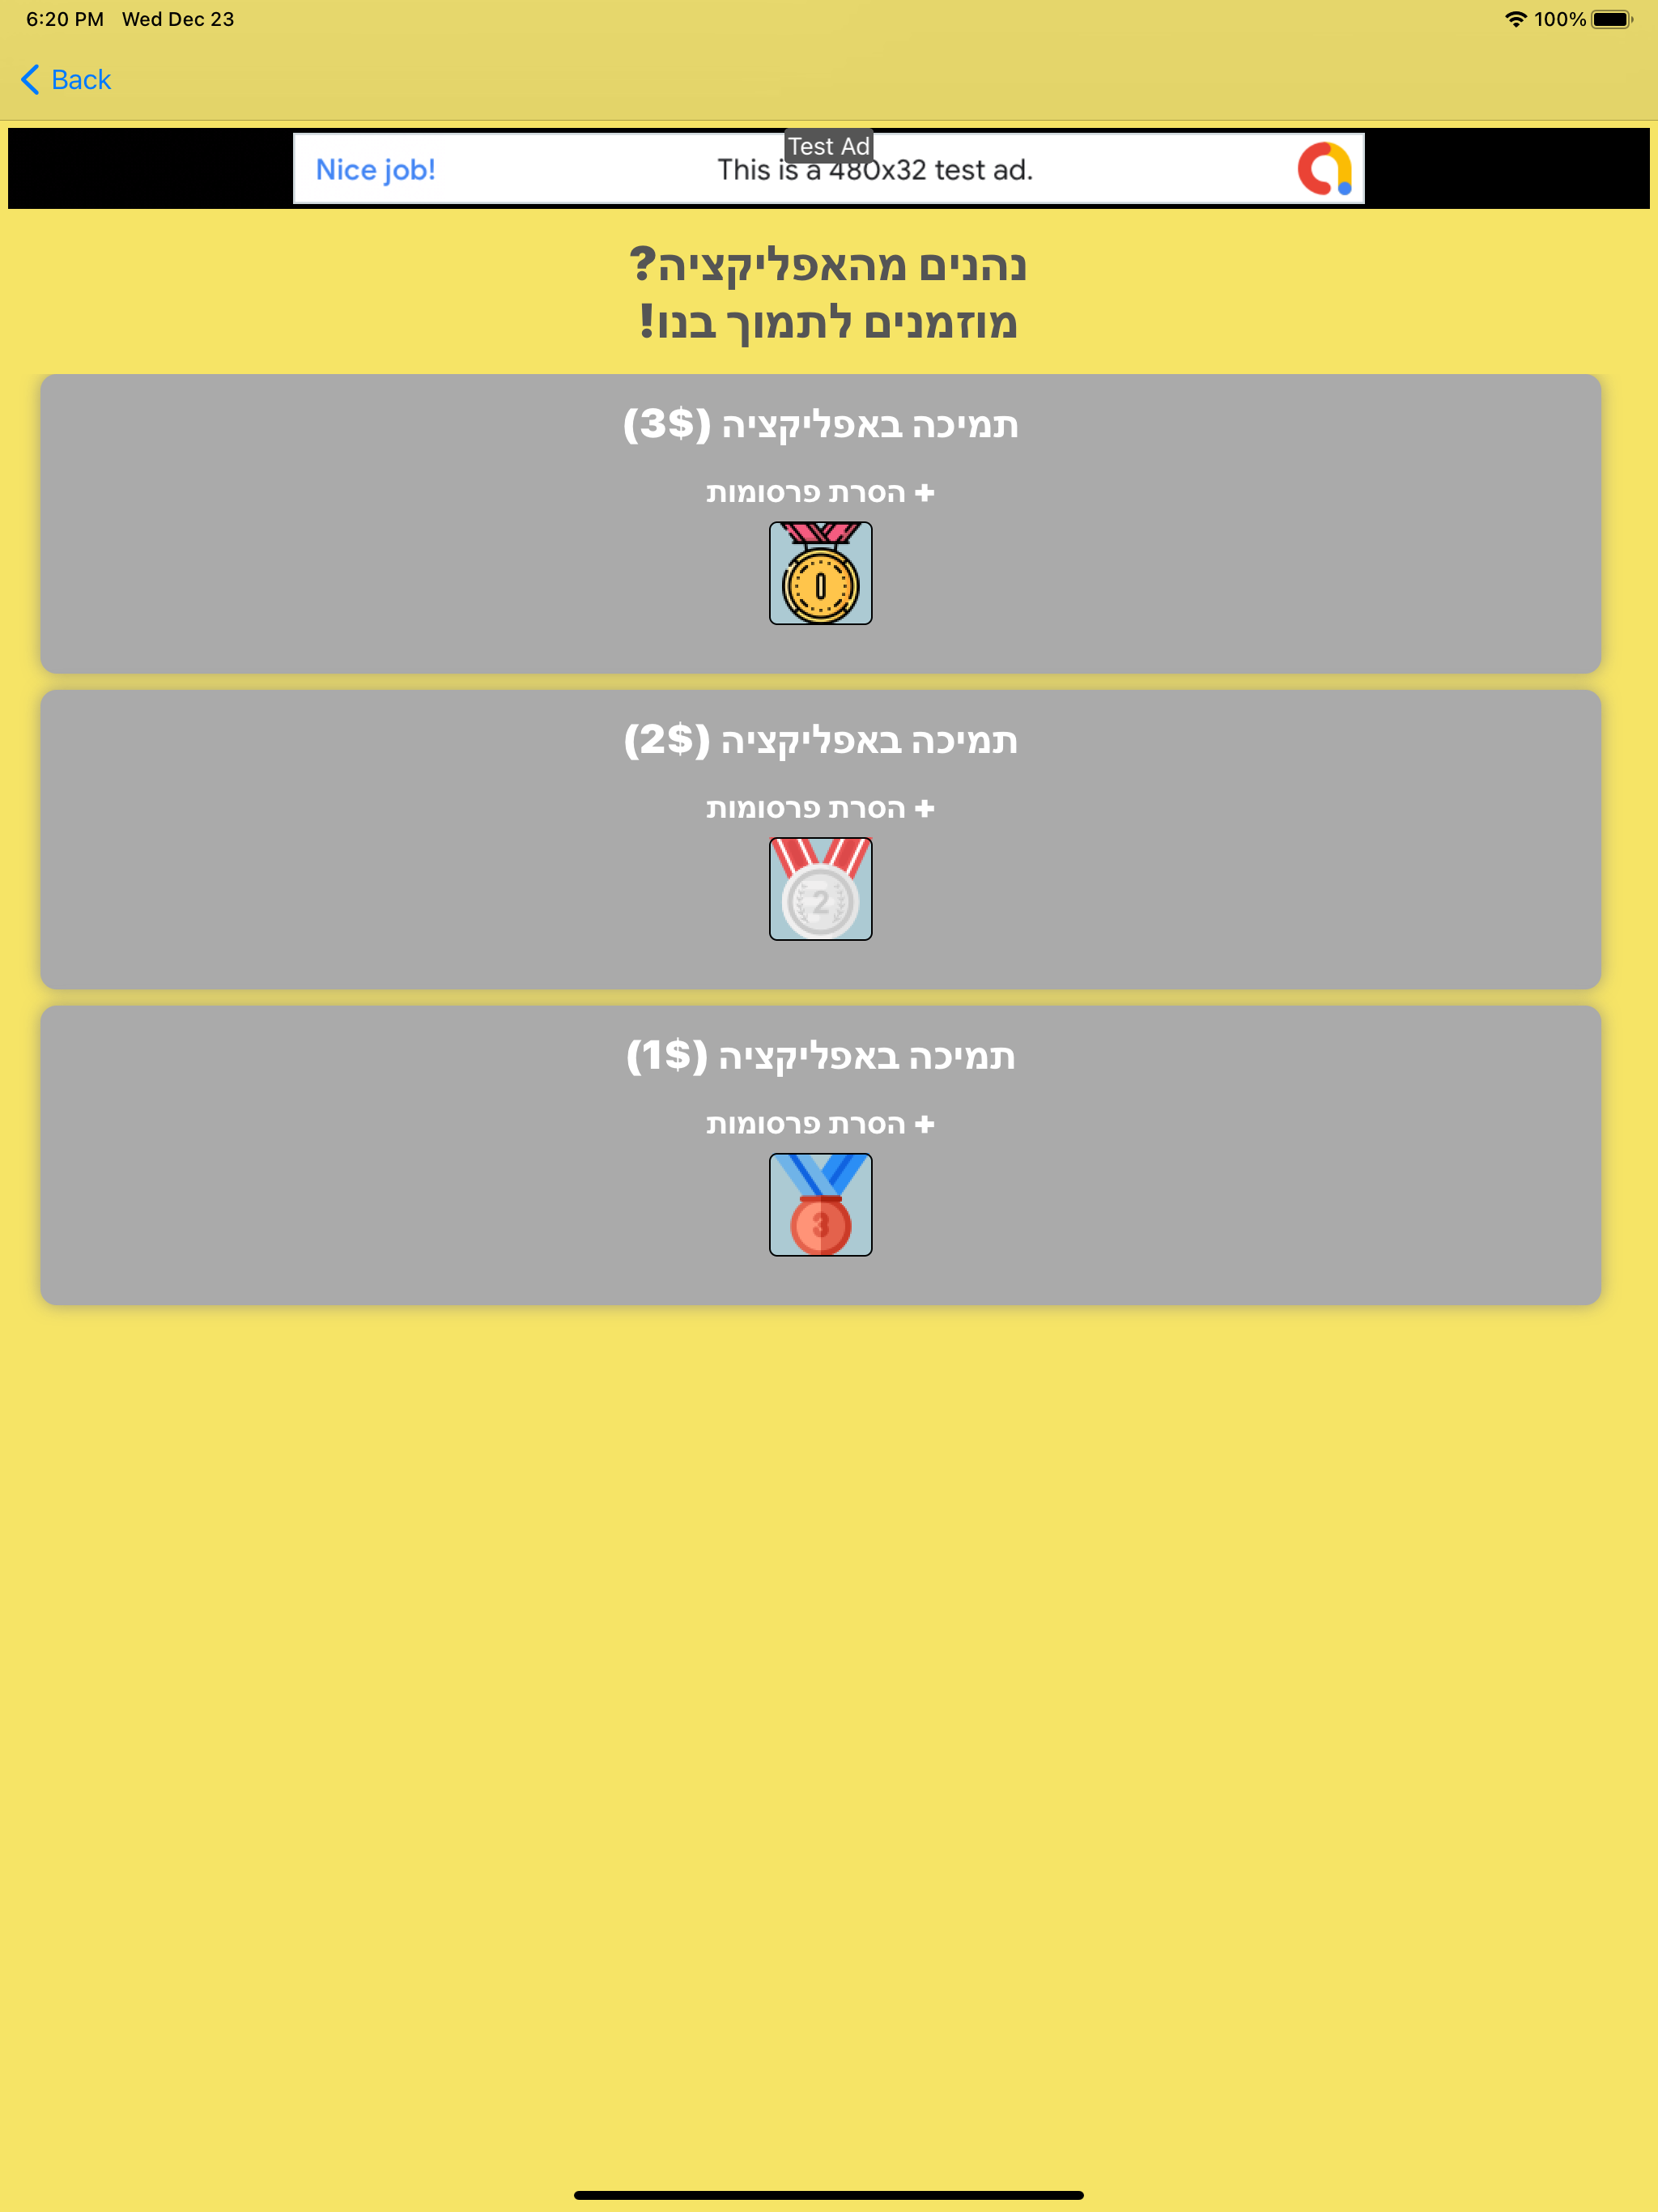 6:20 PM Wed Dec 23 100%
Back
Test Ad
Nice job! This is a 480x32 test ad.
נהנים מהאפליקציה?
מוזמנים לתמוך בנו!
תמיכה באפליקציה (3$)
+ הסרת פרסומות
תמיכה באפליקציה (2$)
+ הסרת פרסומות
2
תמיכה באפליקציה (1$)
+ הסרת פרסומות
3